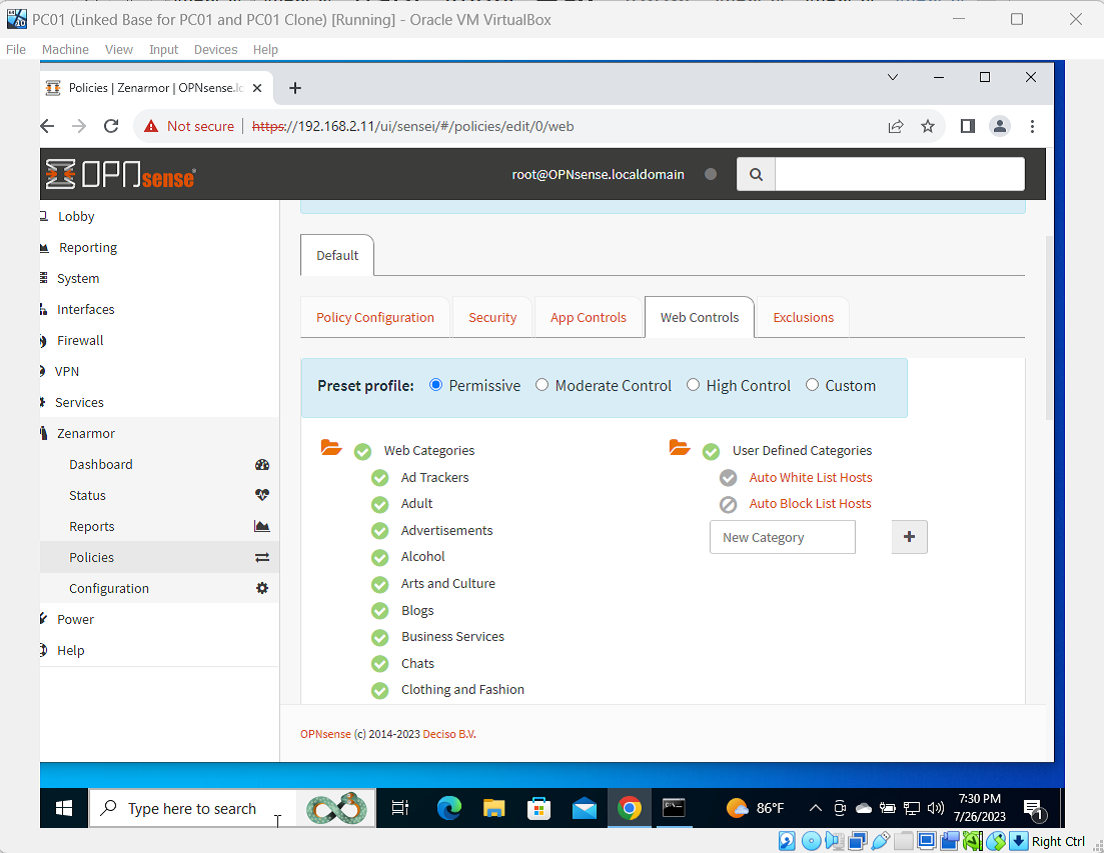 PC01 (Linked Base for PC01 and PC01 Clone) [Running] - Oracle VM VirtualBox
File Machine View Input Devices Help
Policies | Zenarmor | OPNsense.lc
Not secure | https://192.168.2.11/ui/sensei/#/policies/edit/0/web
OPNsense
root@OPNsense.localdomain
Lobby
Reporting
System
Interfaces
Firewall
VPN
Services
Zenarmor
Dashboard
Status
Reports
Policies
Configuration
Power
Help
Default
Policy Configuration Security App Controls Web Controls Exclusions
Preset profile: Permissive Moderate Control High Control Custom
Web Categories
Ad Trackers
Adult
Advertisements
Alcohol
Arts and Culture
Blogs
Business Services
Chats
Clothing and Fashion
User Defined Categories
Auto White List Hosts
Auto Block List Hosts
New Category
OPNsense (c) 2014-2023 Deciso B.V.
Type here to search
86°F
7:30 PM
7/26/2023
1
Right Ctrl